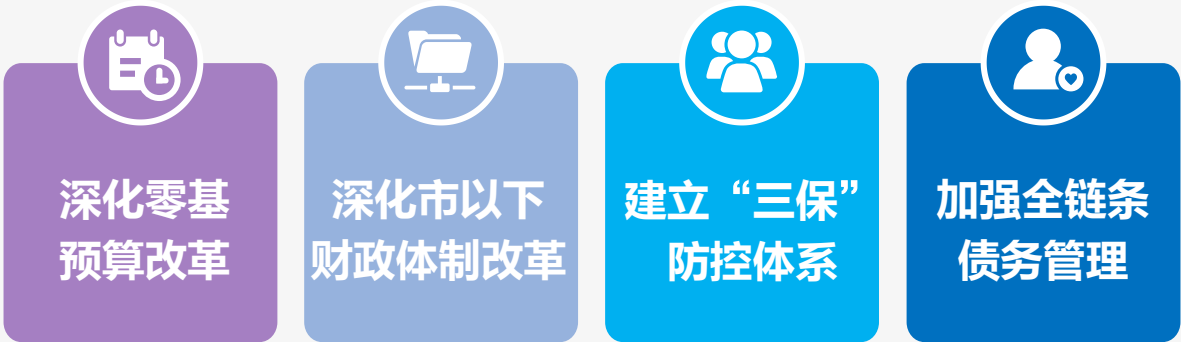 深化零基
预算改革
深化市以下
财政体制改革
建立“三保”
防控体系
加强全链条
债务管理